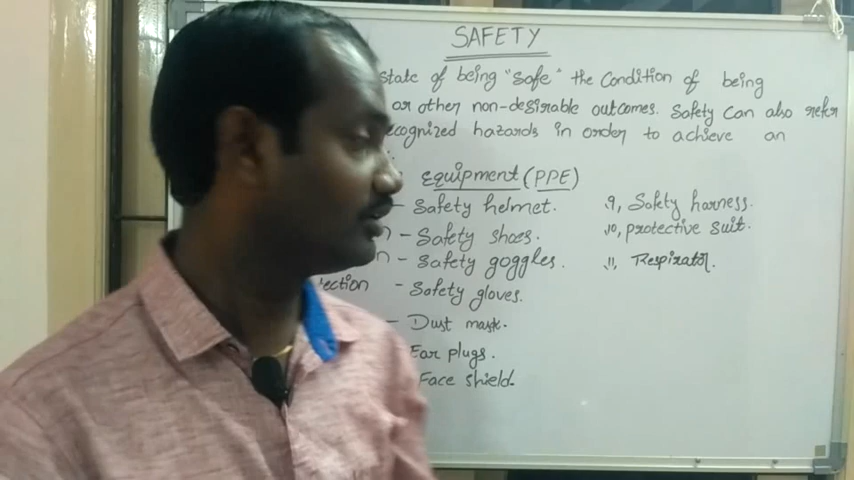 SAFETY
state of being "safe" the condition of being
or other non-desirable outcomes. Safety can also refer
ecognized hazards in order to achieve an
Equipment (PPE)
- Safety helmet.
n - Safety shoes.
n - Safety goggles.
tection - Safety gloves.
- Dust mask.
Ear plugs.
Face shield.
9, Safety harness.
10, protective suit.
11, Respirator.